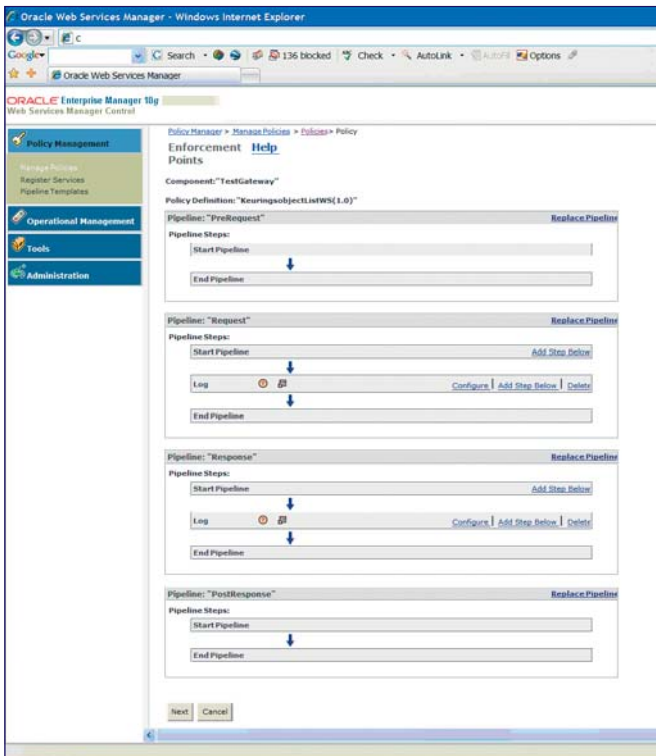 Oracle Web Services Manager - Windows Internet Explorer
c
Google
Search
136 blocked
Check
AutoLink
AutoFill
Options
Oracle Web Services Manager
ORACLE Enterprise Manager 10g
Web Services Manager Control
Policy Management
Manage Policies
Register Services
Pipeline Templates
Operational Management
Tools
Administration
Policy Manager > Manage Policies > Policies> Policy
Enforcement Help
Points
Component:"TestGateway"
Policy Definition:"KeuringsobjectListWS(1.0)"
Pipeline: "PreRequest" Replace Pipeline
Pipeline Steps:
Start Pipeline
End Pipeline
Pipeline: "Request" Replace Pipeline
Pipeline Steps:
Start Pipeline Add Step Below
Log Configure | Add Step Below | Delete
End Pipeline
Pipeline: "Response" Replace Pipeline
Pipeline Steps:
Start Pipeline Add Step Below
Log Configure | Add Step Below | Delete
End Pipeline
Pipeline: "PostResponse" Replace Pipeline
Pipeline Steps:
Start Pipeline
End Pipeline
Next Cancel